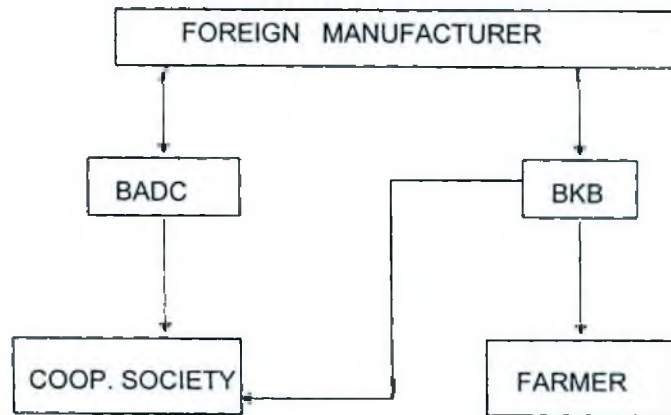 FOREIGN MANUFACTURER
BADC
BKB
COOP. SOCIETY
FARMER